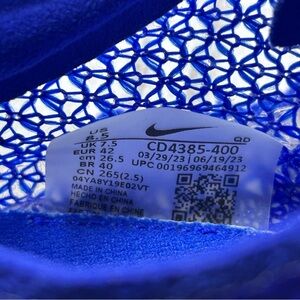 US
8.5
UK 7.5
EUR 42
cm 26.5
BR 40
CN 265(2.5)
04YA8Y19E02VT
QD
CD4385-400
03/29/23 | 06/19/23
UPC 00196969464912
MADE IN CHINA
HECHO EN CHINA
FABRIQUÉ EN CHINE